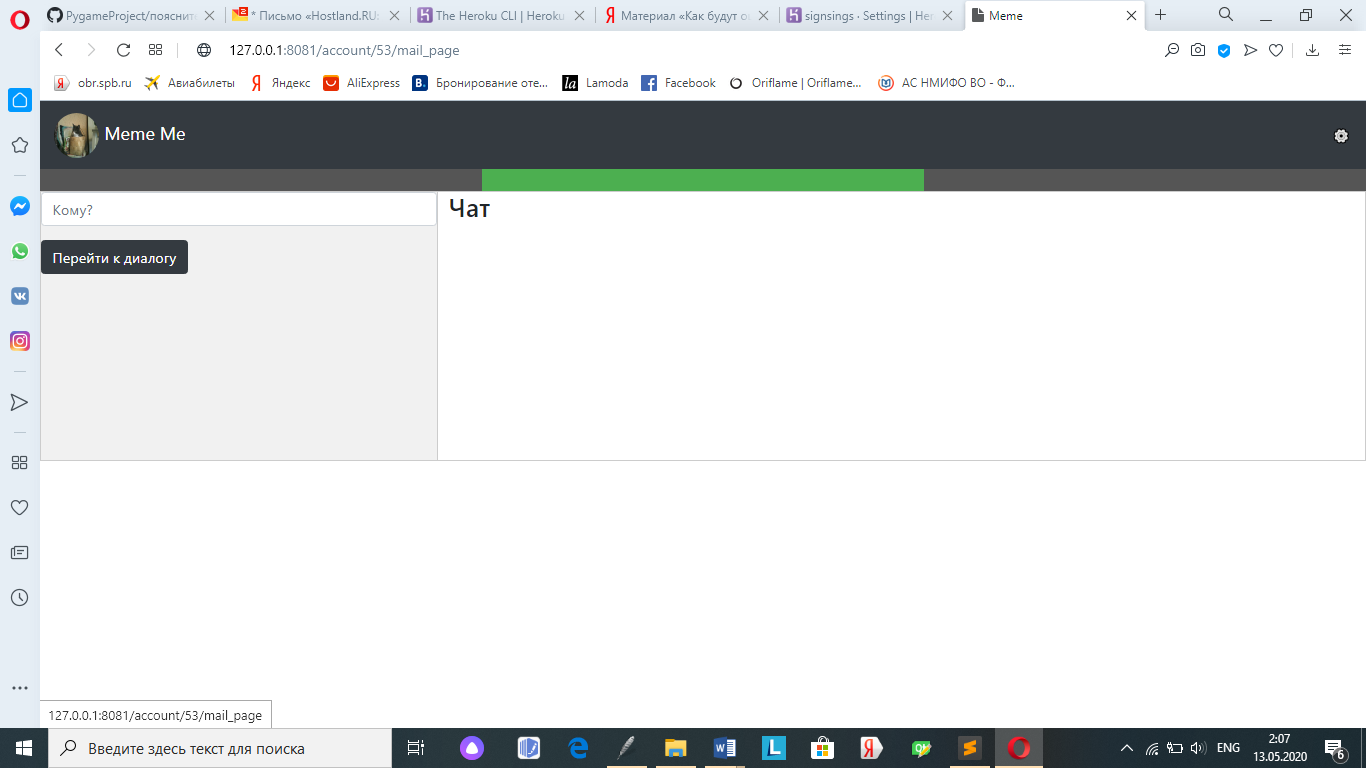 PygameProject/поясните
* Письмо «Hostland.RU:
The Heroku CLI | Heroku
Материал «Как будут о
signsings · Settings | Her
Meme
127.0.0.1:8081/account/53/mail_page
obr.spb.ru
Авиабилеты
Яндекс
AliExpress
Бронирование оте...
Lamoda
Facebook
Oriflame | Oriflame...
АС НМИФО ВО - Ф...
Meme Me
Кому?
Чат
Перейти к диалогу
127.0.0.1:8081/account/53/mail_page
Введите здесь текст для поиска
ENG
2:07
13.05.2020
6